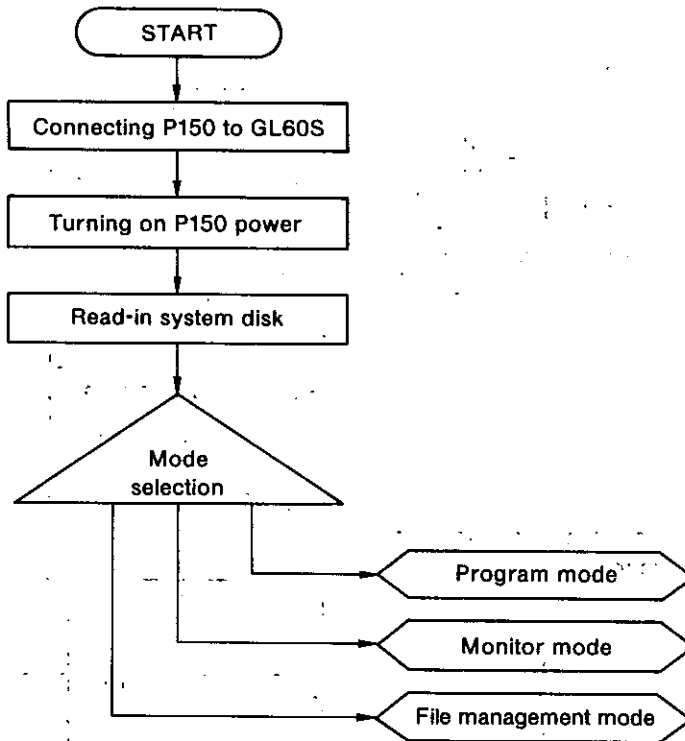 START
Connecting P150 to GL60S
Turning on P150 power
Read-in system disk
Mode
selection
Program mode
Monitor mode
File management mode